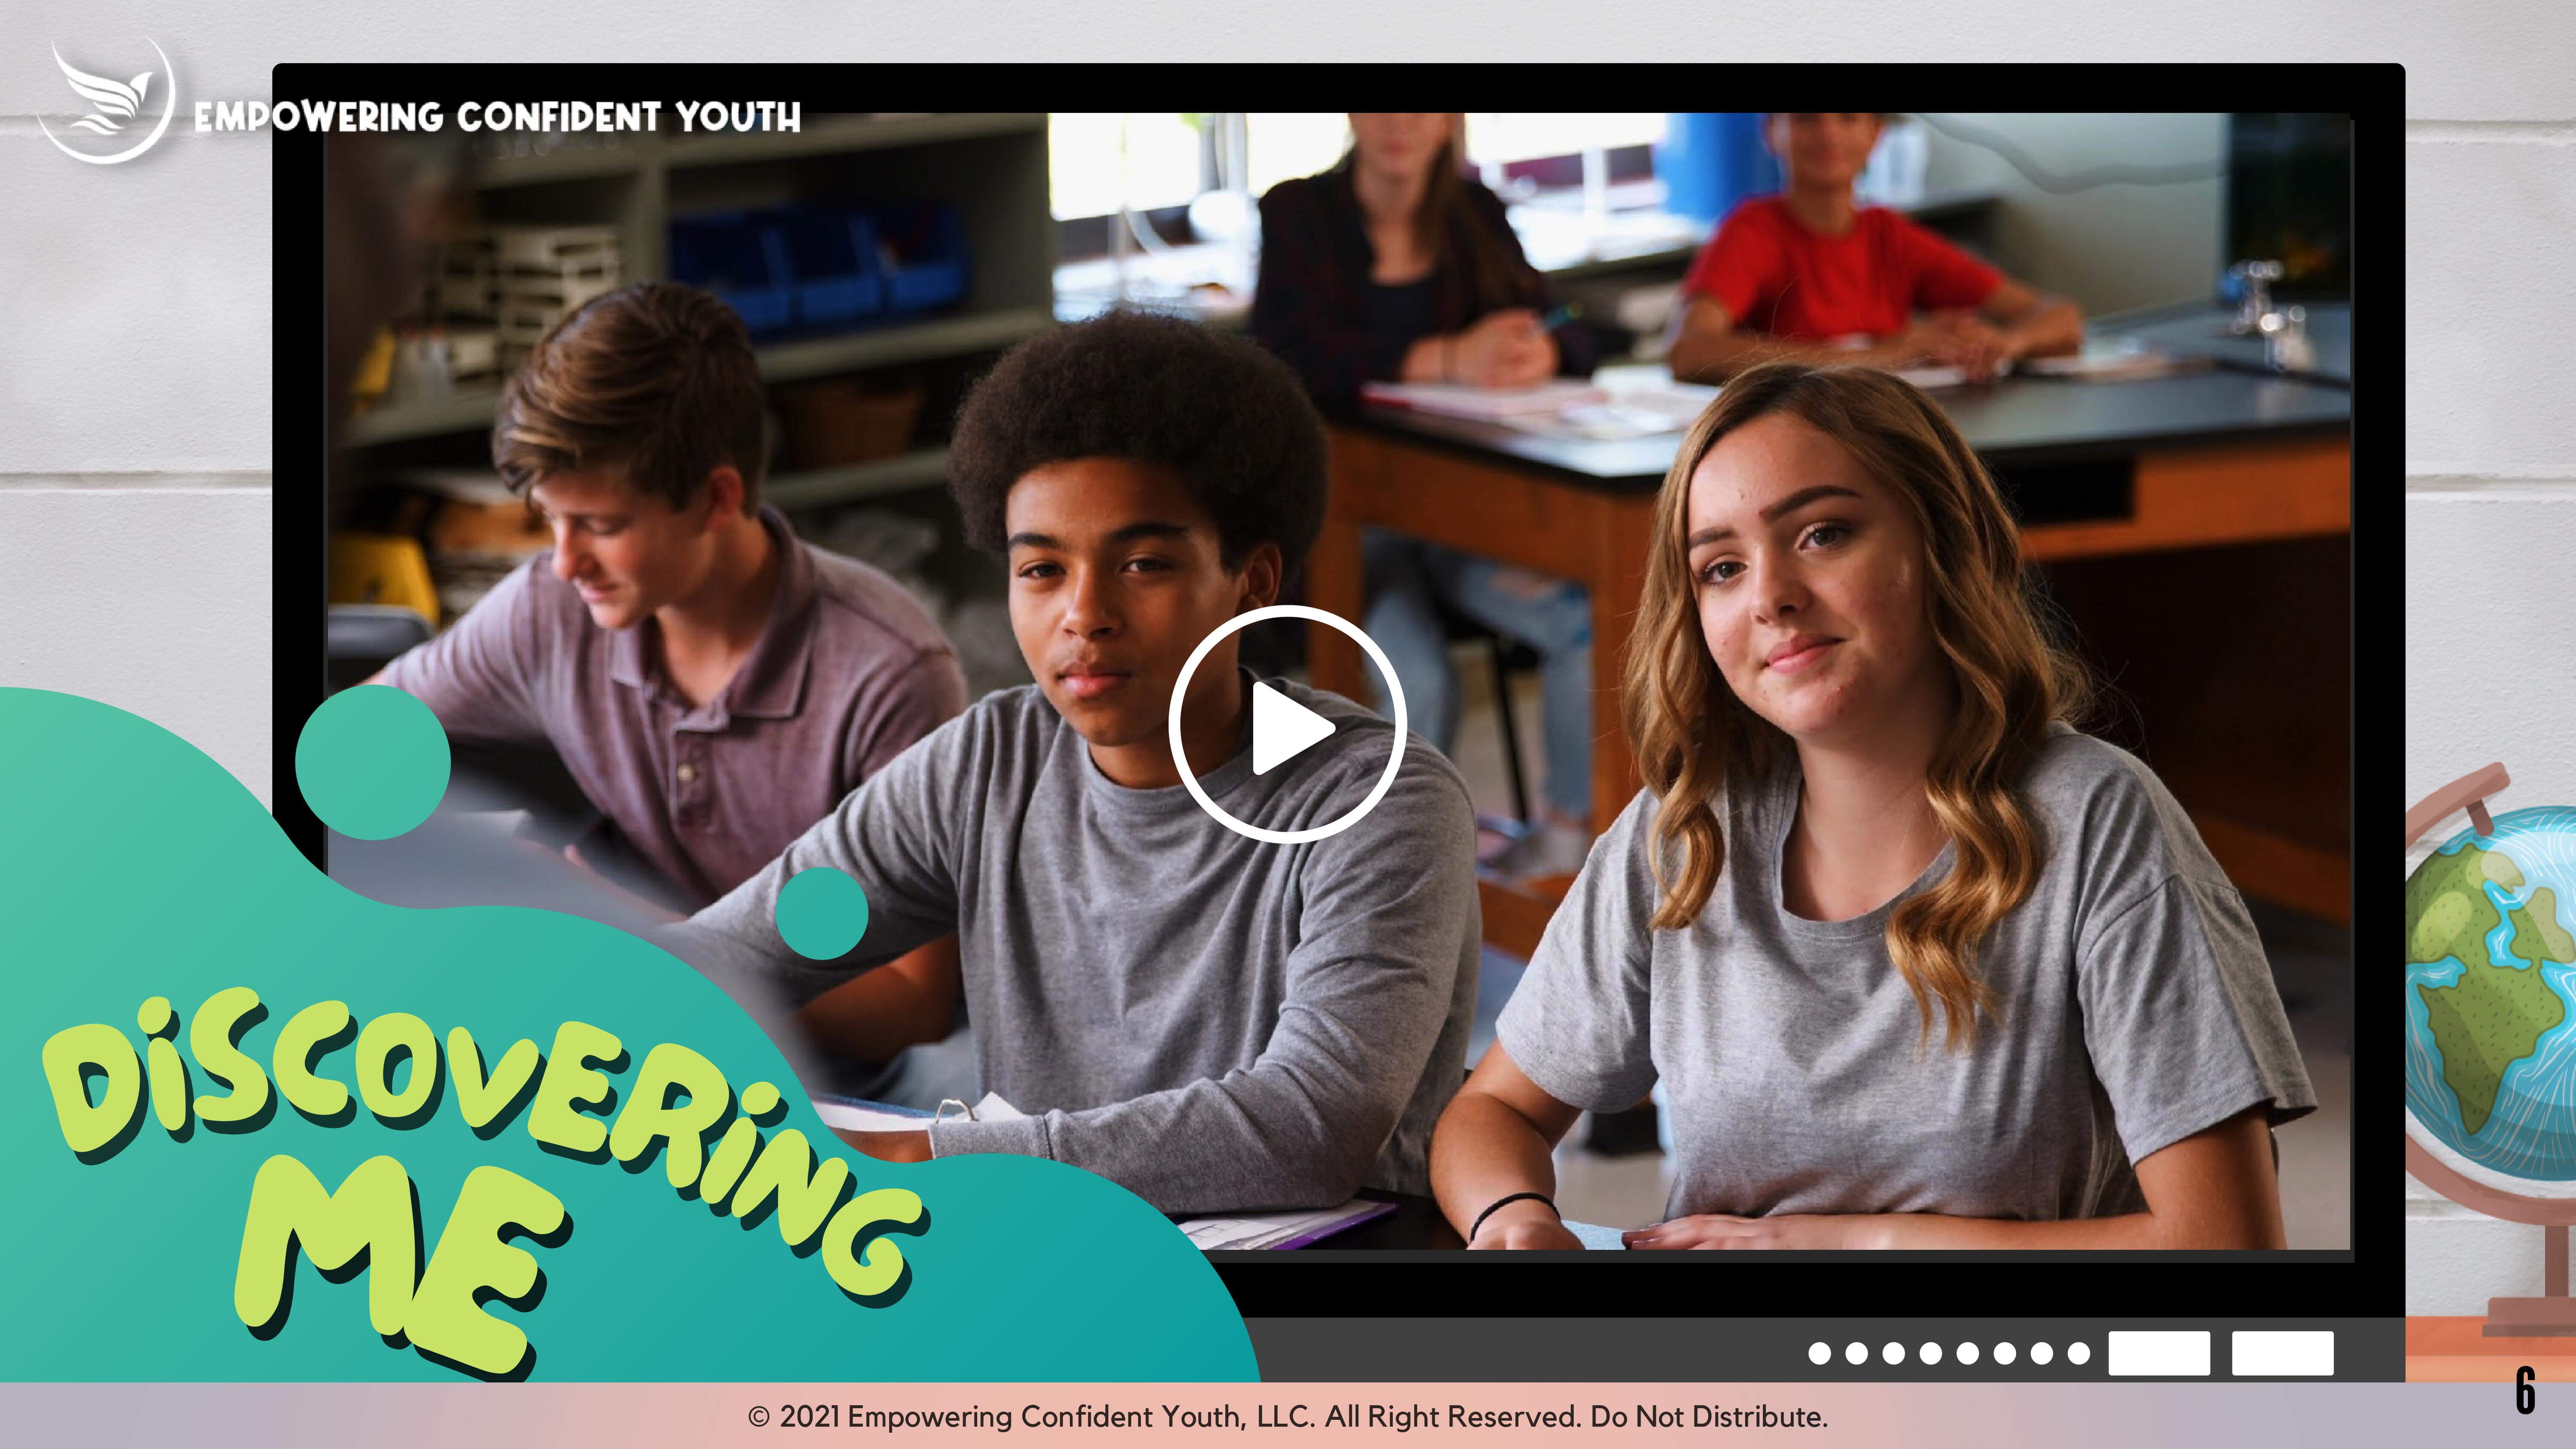 EMPOWERING CONFIDENT YOUTH
DiSCOVERiNG
ME
© 2021 Empowering Confident Youth, LLC. All Right Reserved. Do Not Distribute.
6